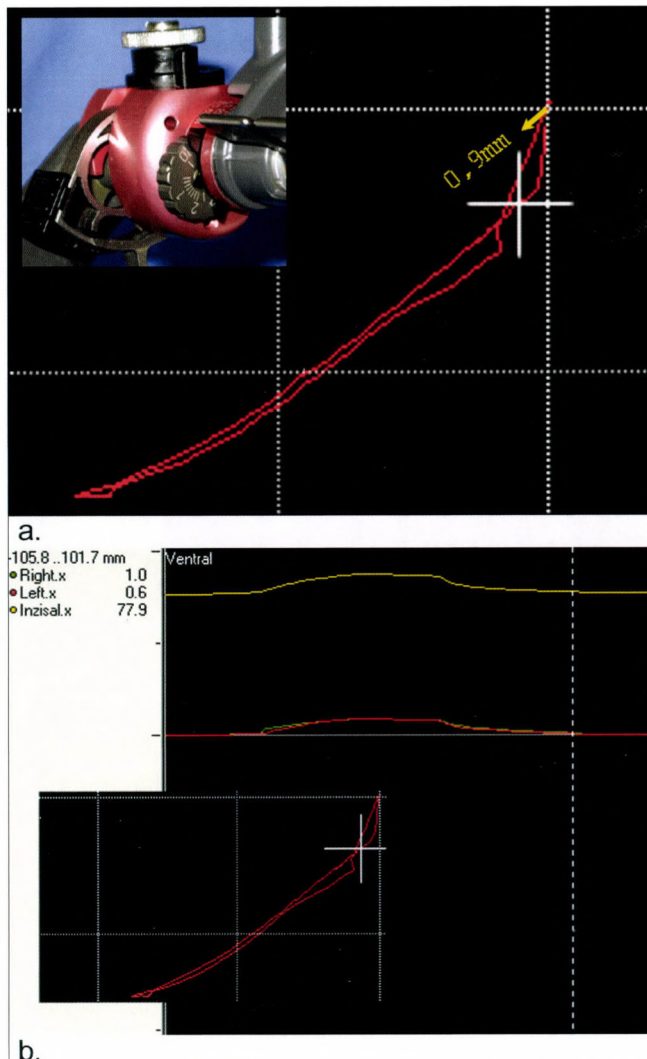 0,9mm
a.
-105.8 ..101.7 mm
Right.x 1.0
Left.x 0.6
Inzisal.x 77.9
Ventral
b.